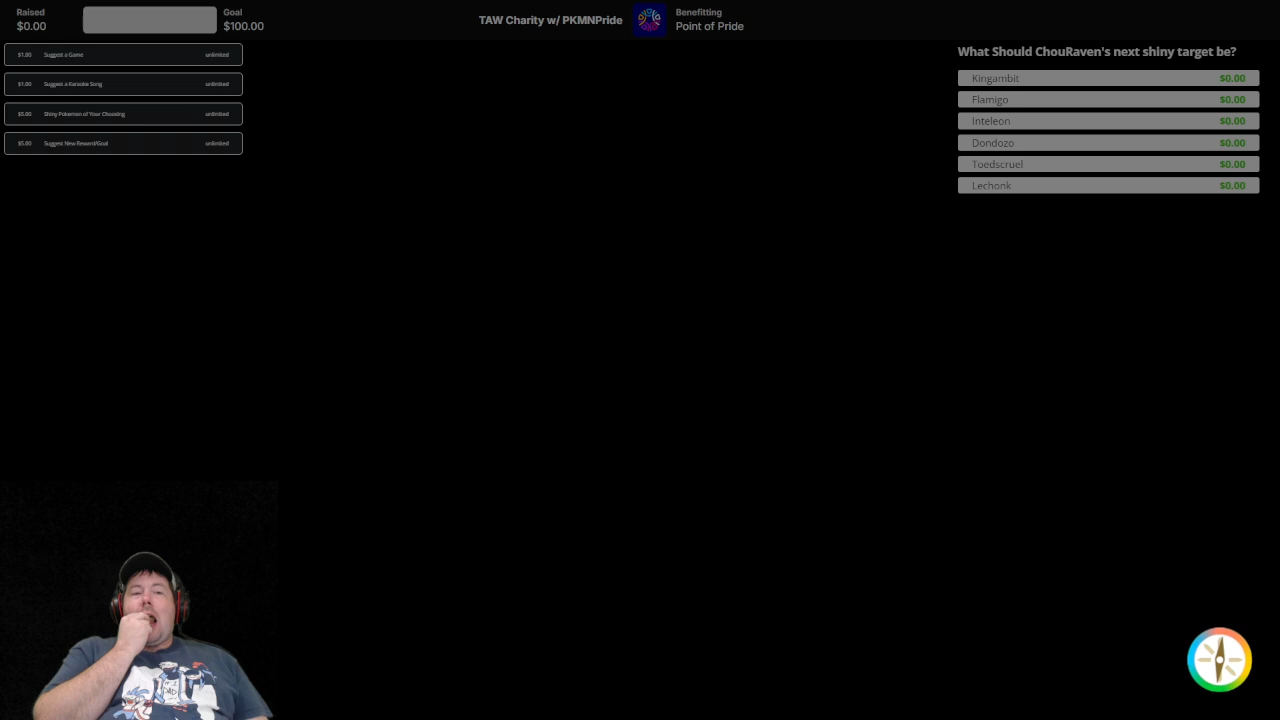 Raised
$0.00
Goal
$100.00
TAW Charity w/ PKMNPride
Benefitting
Point of Pride
$1.00 Suggest a Game unlimited
$1.00 Suggest a Karaoke Song unlimited
$5.00 Shiny Pokemon of Your Choosing unlimited
$5.00 Suggest New Reward/Goal unlimited
What Should ChouRaven's next shiny target be?
Kingambit $0.00
Flamigo $0.00
Inteleon $0.00
Dondozo $0.00
Toedscruel $0.00
Lechonk $0.00